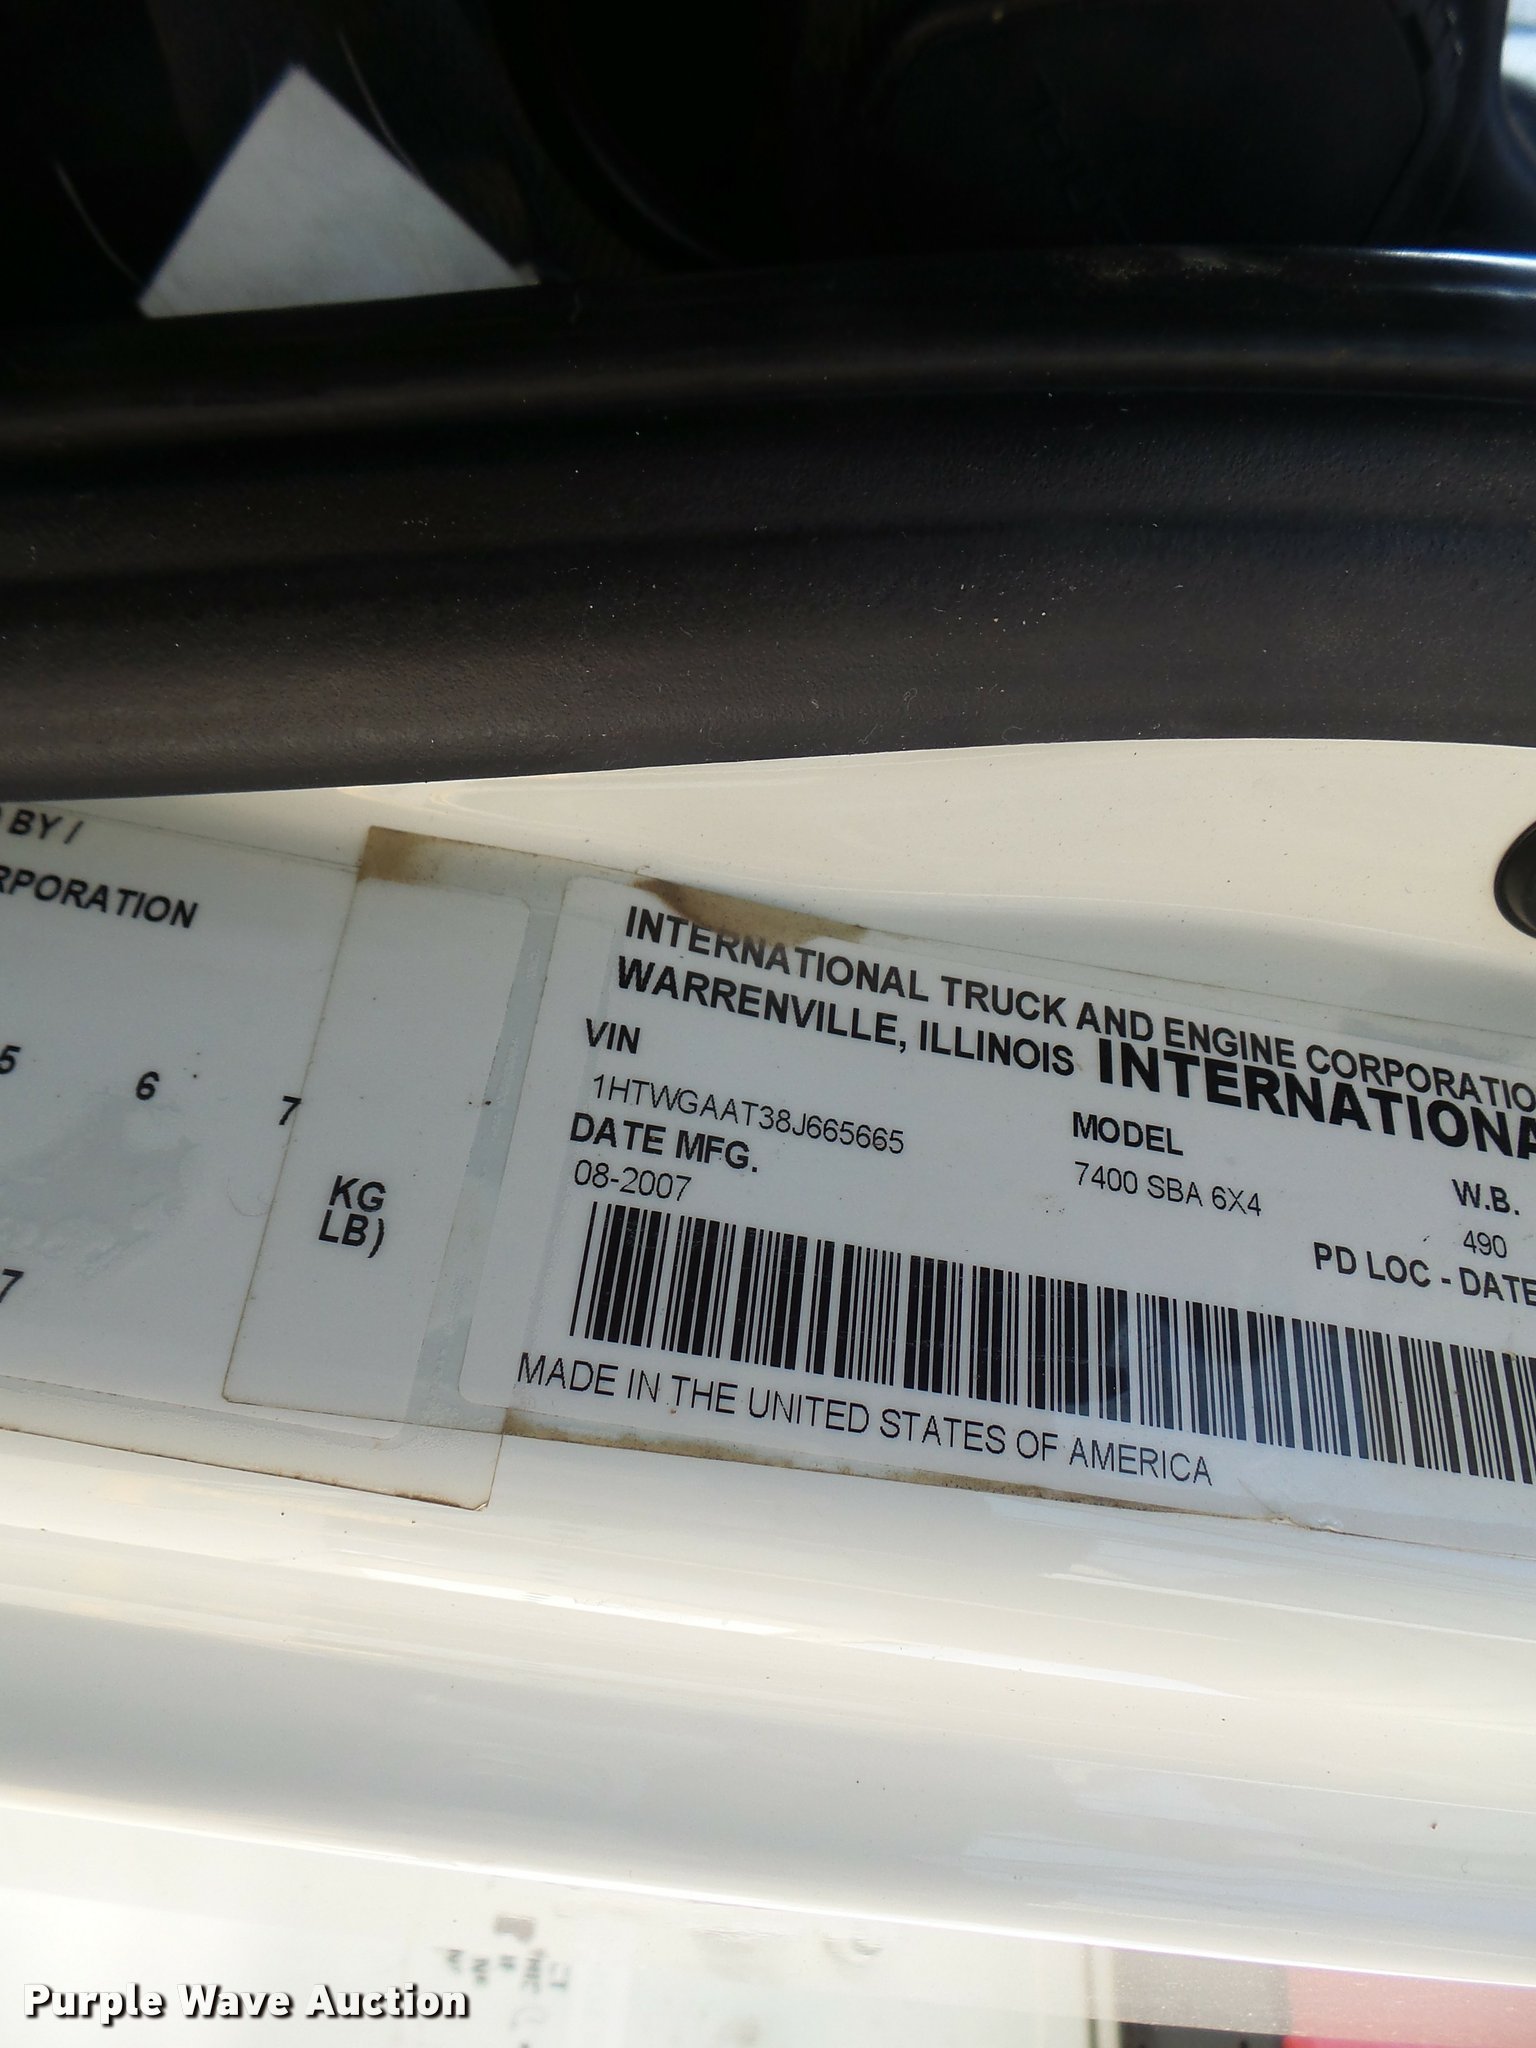 BY /
RPORATION
5 6 7
KG
LB)
7
INTERNATIONAL TRUCK AND ENGINE CORPORATIO
WARRENVILLE, ILLINOIS INTERNATIONA
VIN
1HTWGAAT38J665665
MODEL
DATE MFG.
08-2007
7400 SBA 6X4
W.B.
490
PD LOC - DATE
MADE IN THE UNITED STATES OF AMERICA
Purple Wave Auction